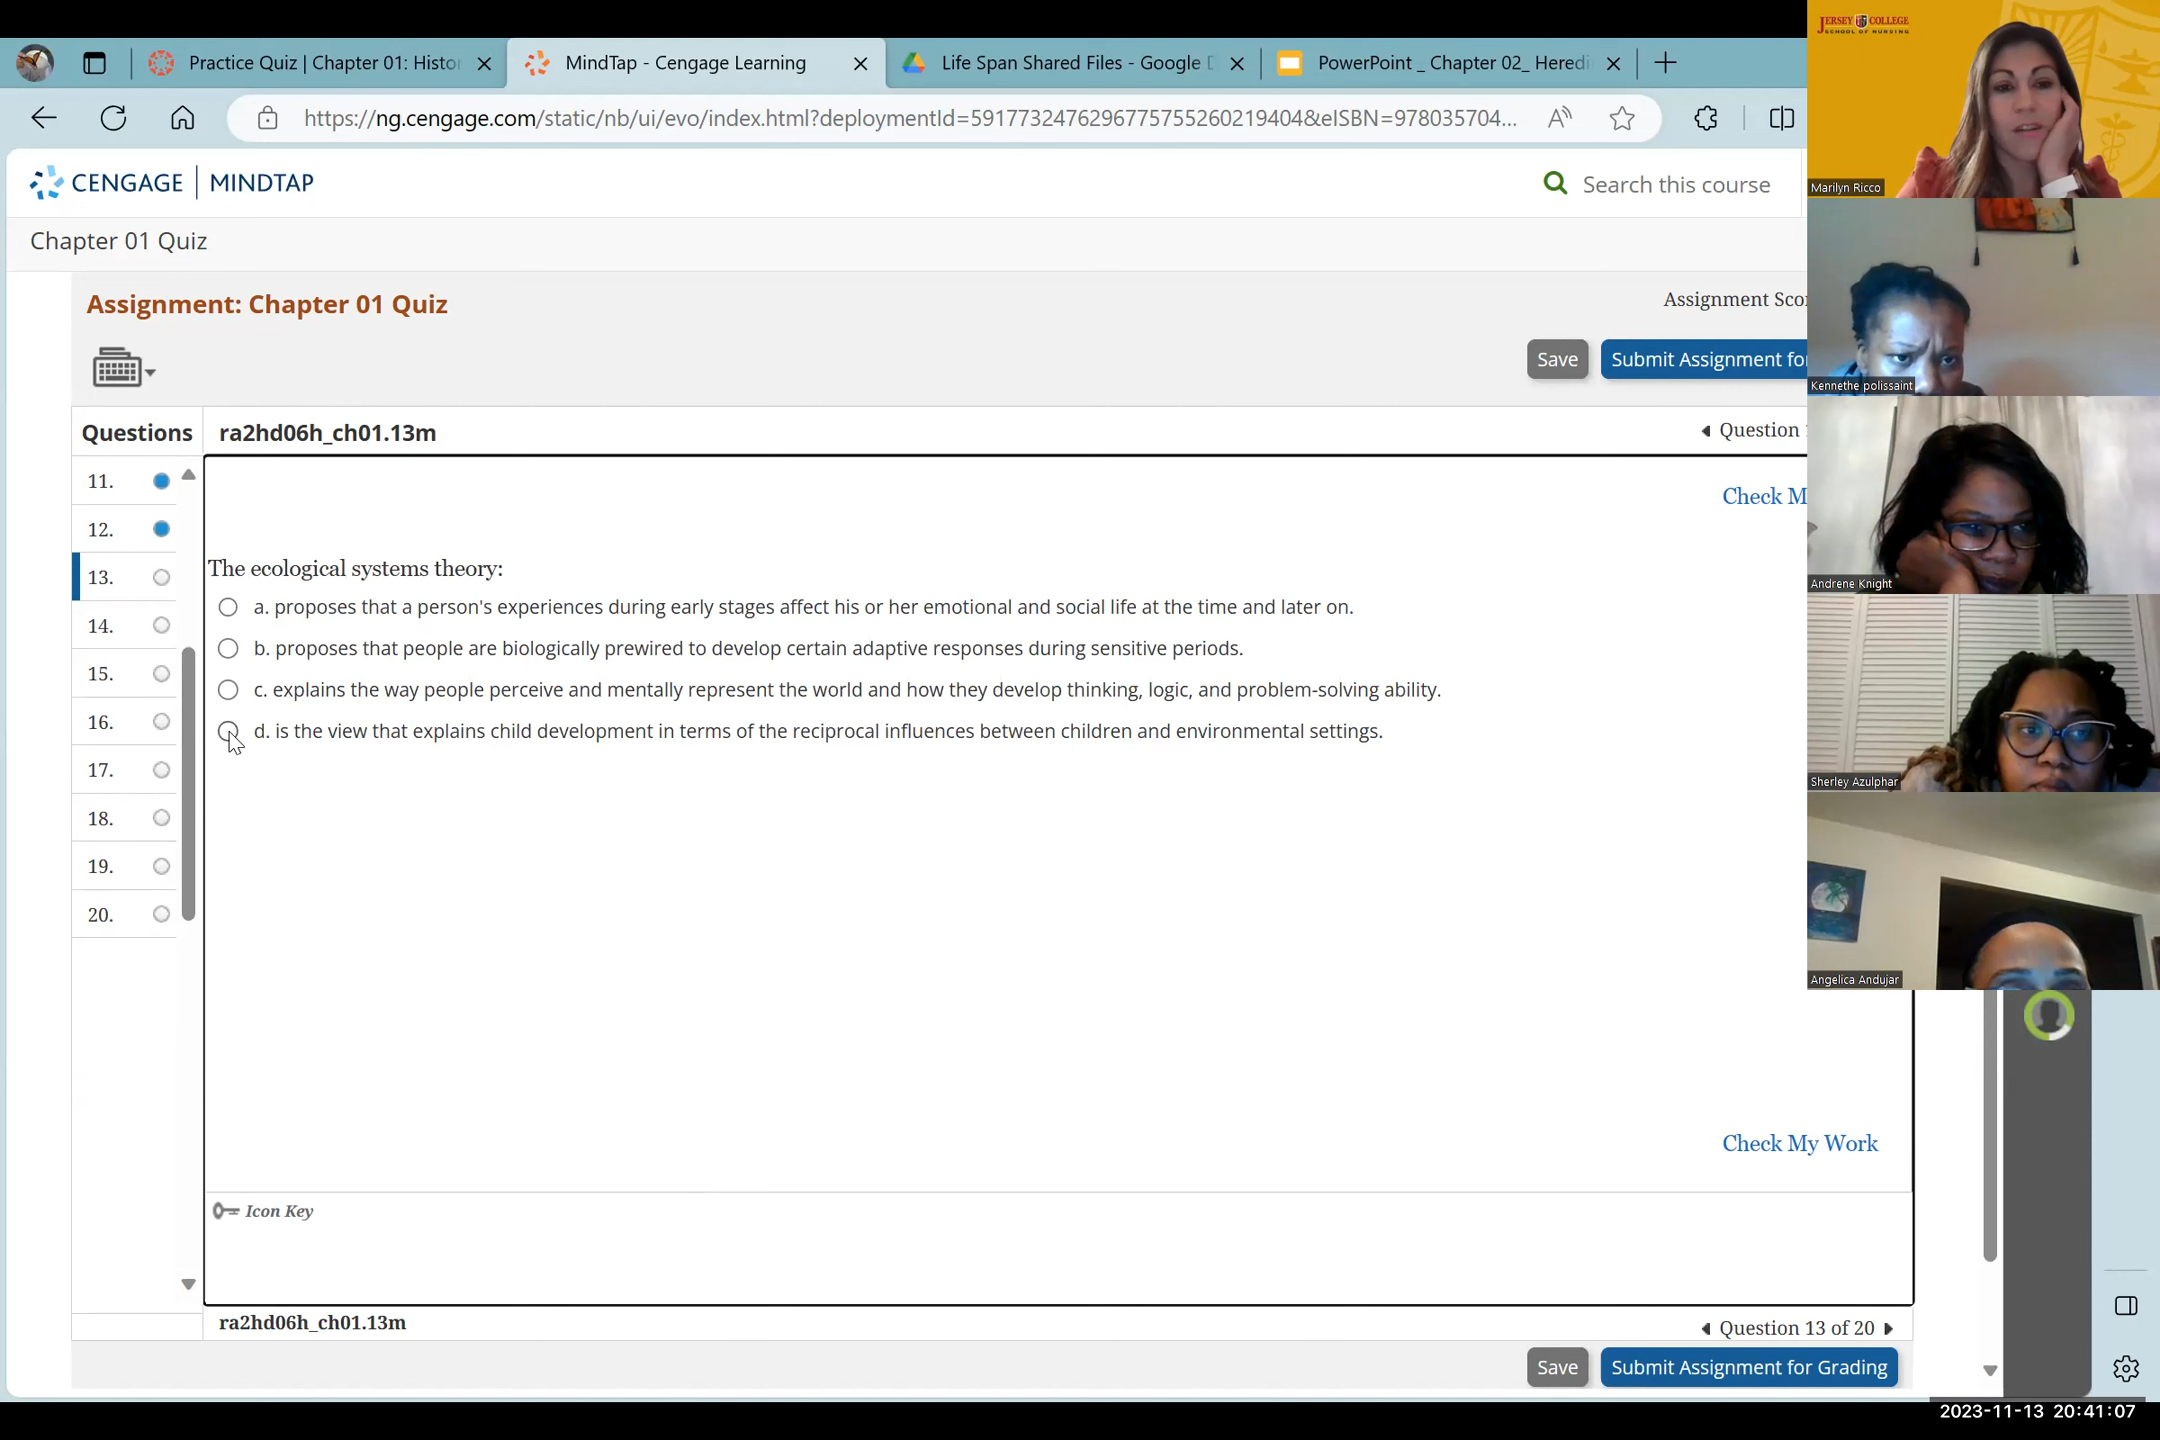 Practice Quiz | Chapter 01: Histo
MindTap - Cengage Learning
Life Span Shared Files - Google D
PowerPoint _ Chapter 02_ Heredi
https://ng.cengage.com/static/nb/ui/evo/index.html?deploymentId=59177324762967757552602194048&eISBN=978035704...
CENGAGE | MINDTAP
Search this course
Chapter 01 Quiz
Assignment: Chapter 01 Quiz
Assignment Sco
Save
Submit Assignment fo
Questions
ra2hd06h_ch01.13m
Question
11.
12.
13.
14.
15.
16.
17.
18.
19.
20.
Check M
The ecological systems theory:
a. proposes that a person's experiences during early stages affect his or her emotional and social life at the time and later on.
b. proposes that people are biologically prewired to develop certain adaptive responses during sensitive periods.
c. explains the way people perceive and mentally represent the world and how they develop thinking, logic, and problem-solving ability.
d. is the view that explains child development in terms of the reciprocal influences between children and environmental settings.
Check My Work
Icon Key
ra2hd06h_ch01.13m
Question 13 of 20
Save
Submit Assignment for Grading
JERSEY COLLEGE
SCHOOL OF NURSING
Marilyn Ricco
Kennethe polissaint
Andrene Knight
Sherley Azulphar
Angelica Andujar
2023-11-13 20:41:07